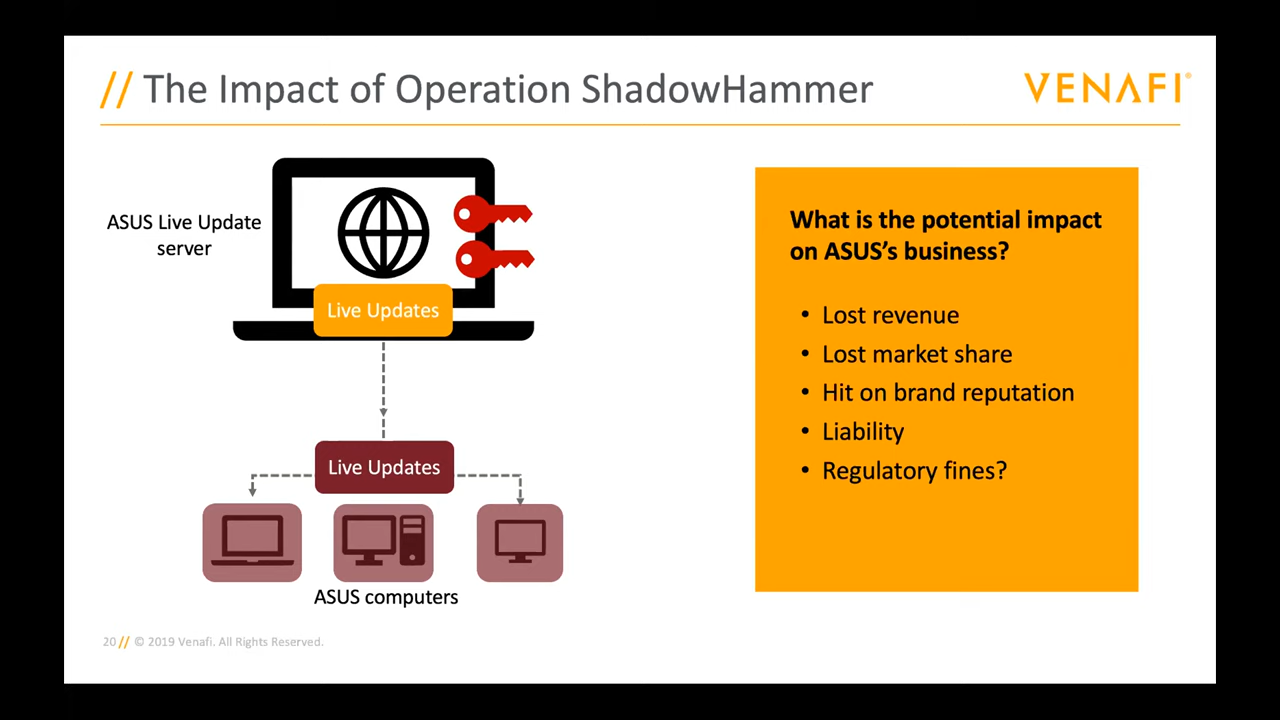 // The Impact of Operation ShadowHammer
VENAFI®
ASUS Live Update
server
Live Updates
Live Updates
ASUS computers
What is the potential impact
on ASUS's business?
• Lost revenue
• Lost market share
• Hit on brand reputation
• Liability
• Regulatory fines?
20 // © 2019 Venafi. All Rights Reserved.